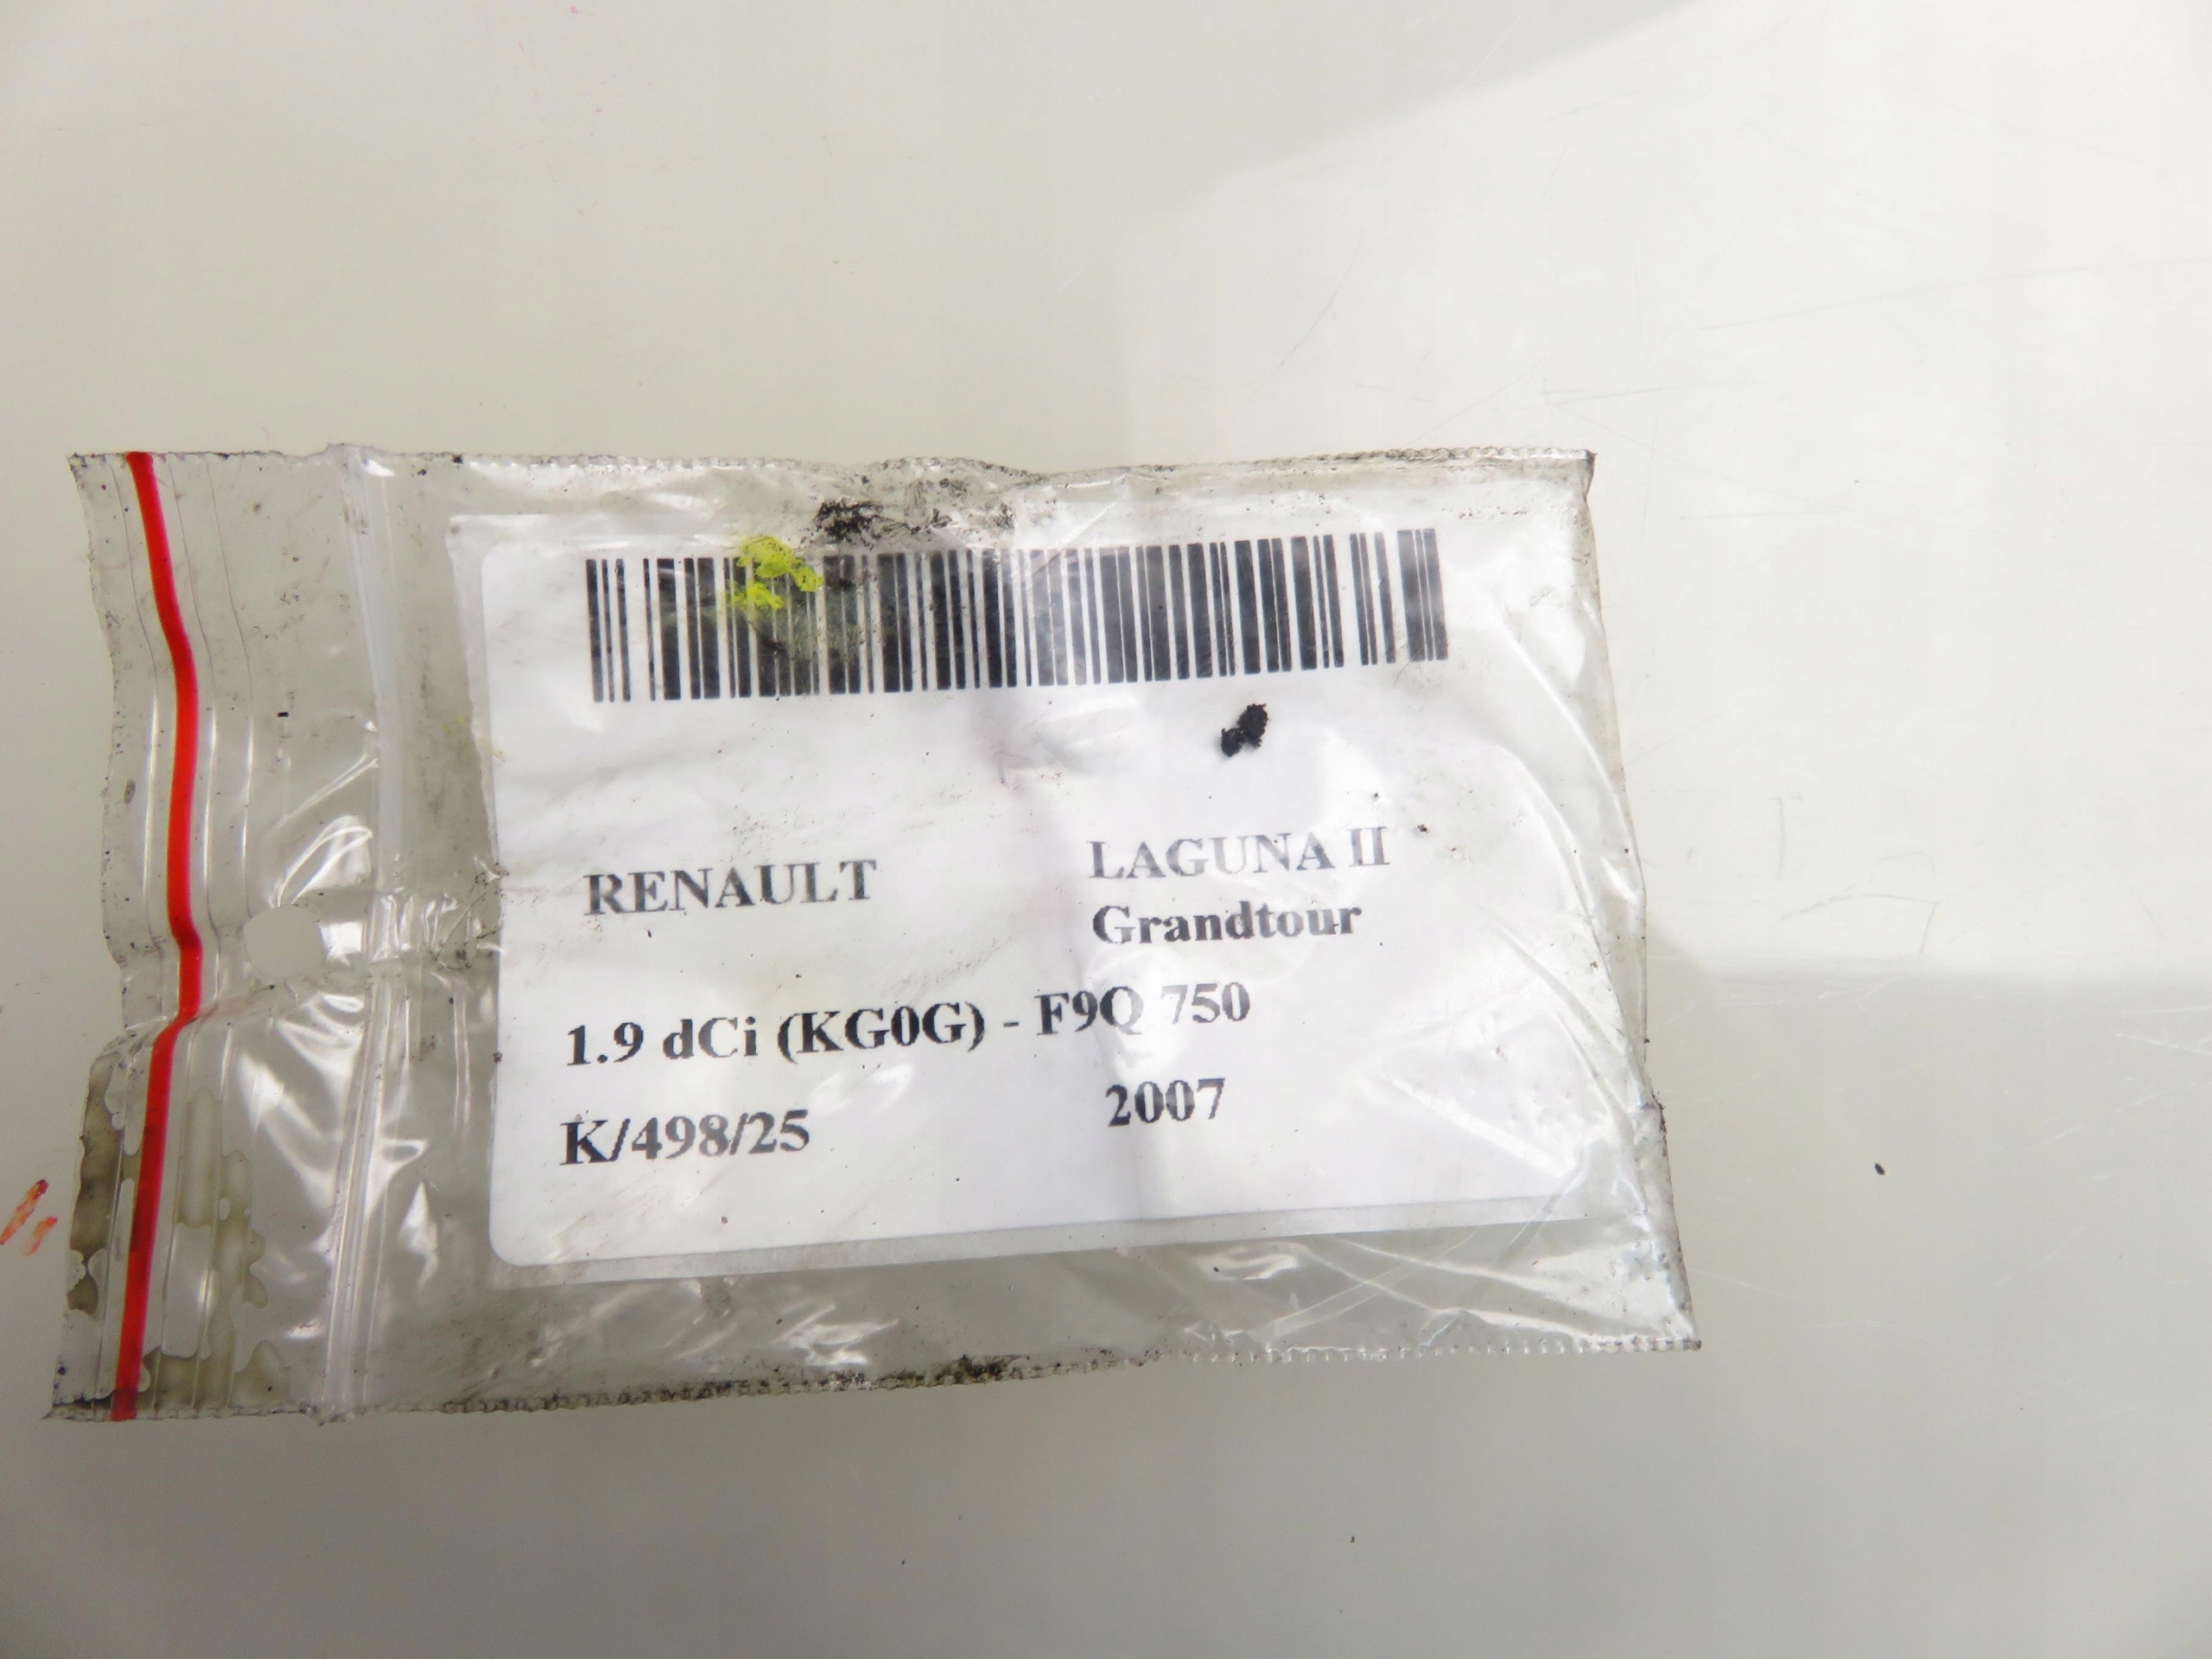 RENAULT LAGUNA II
Grandtour
1.9 dCi (KG0G) - F9Q 750
K/498/25 2007